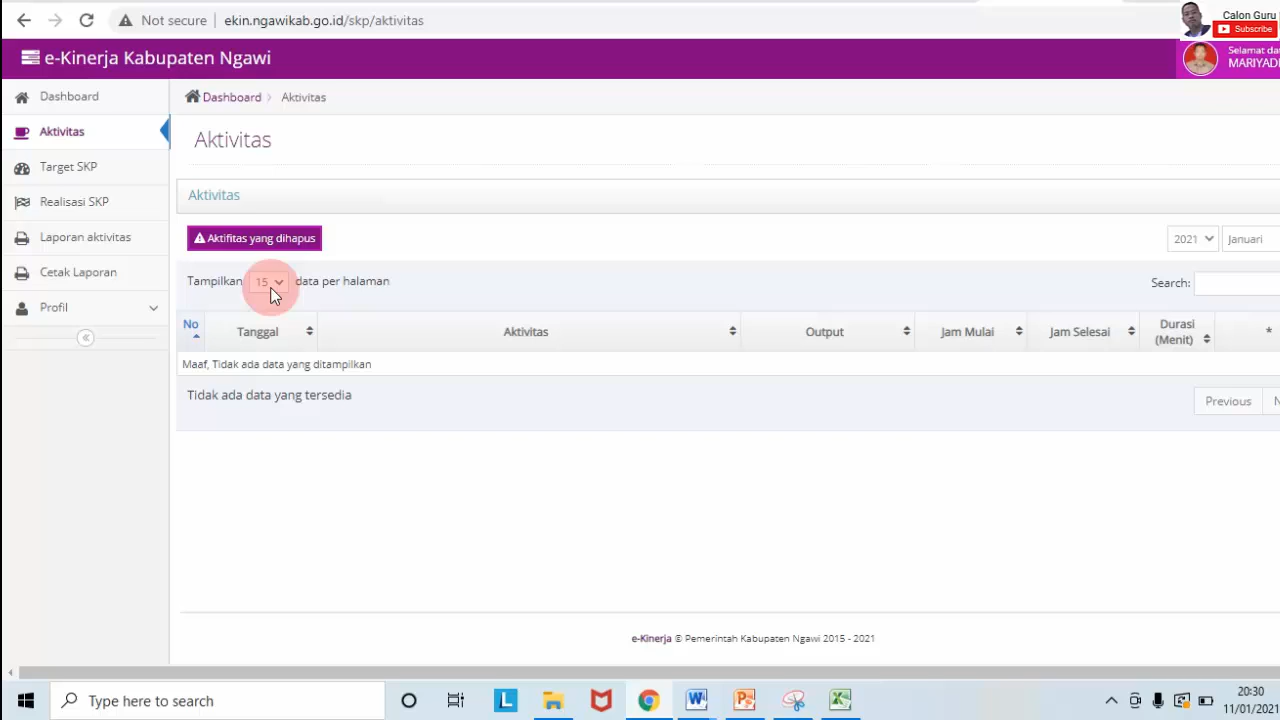 Not secure
ekin.ngawikab.go.id/skp/aktivitas
Calon Guru
Subscribe
e-Kinerja Kabupaten Ngawi
Selamat da
MARIYADI
Dashboard
Aktivitas
Target SKP
Realisasi SKP
Laporan aktivitas
Cetak Laporan
Profil
Dashboard Aktivitas
Aktivitas
Aktivitas
Aktifitas yang dihapus
2021 Januari
Tampilkan 15 data per halaman
Search:
No Tanggal Aktivitas Output Jam Mulai Jam Selesai Durasi (Menit) *
Maaf, Tidak ada data yang ditampilkan
Tidak ada data yang tersedia
Previous N
e-Kinerja © Pemerintah Kabupaten Ngawi 2015 - 2021
Type here to search
20:30
11/01/2021